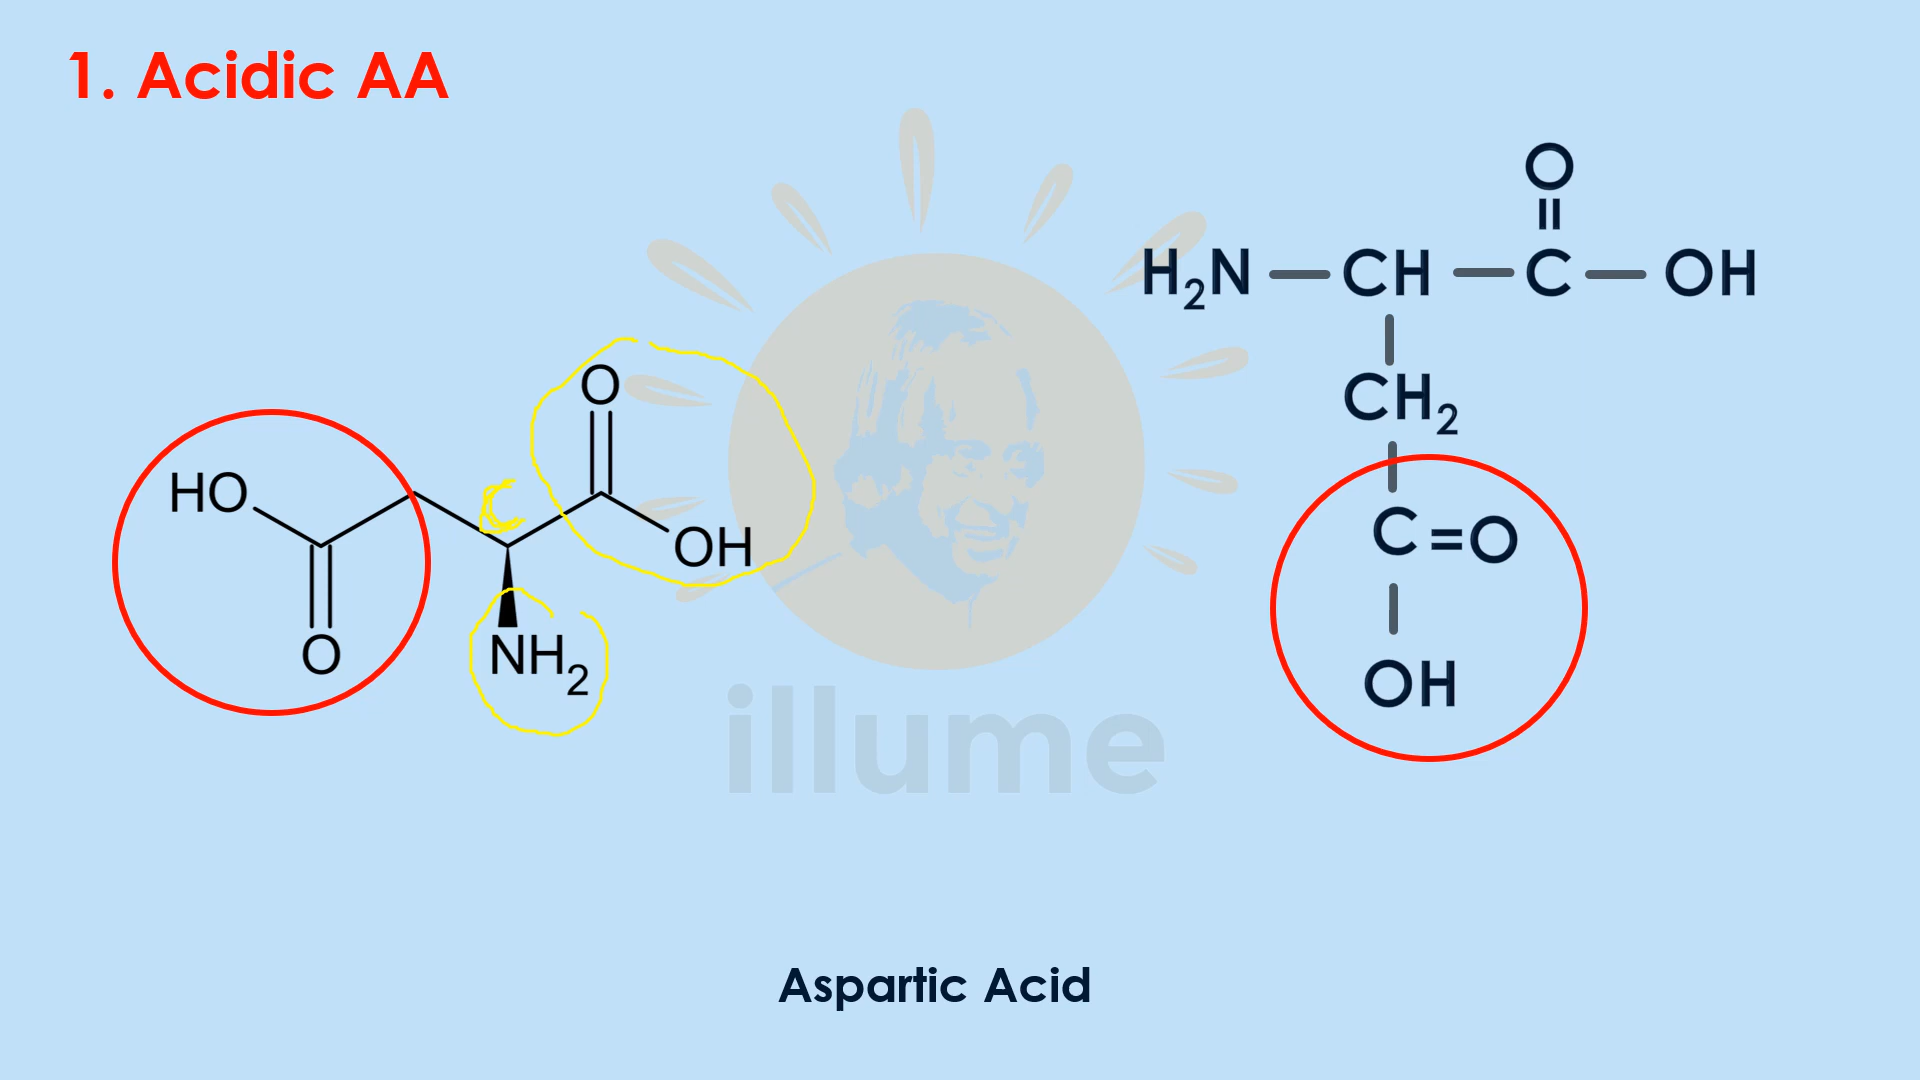 1. Acidic AA
O
||
H₂N — CH — C — OH
|
CH₂
|
C=O
|
OH
O
HO
C
OH
O
NH₂
illume
Aspartic Acid